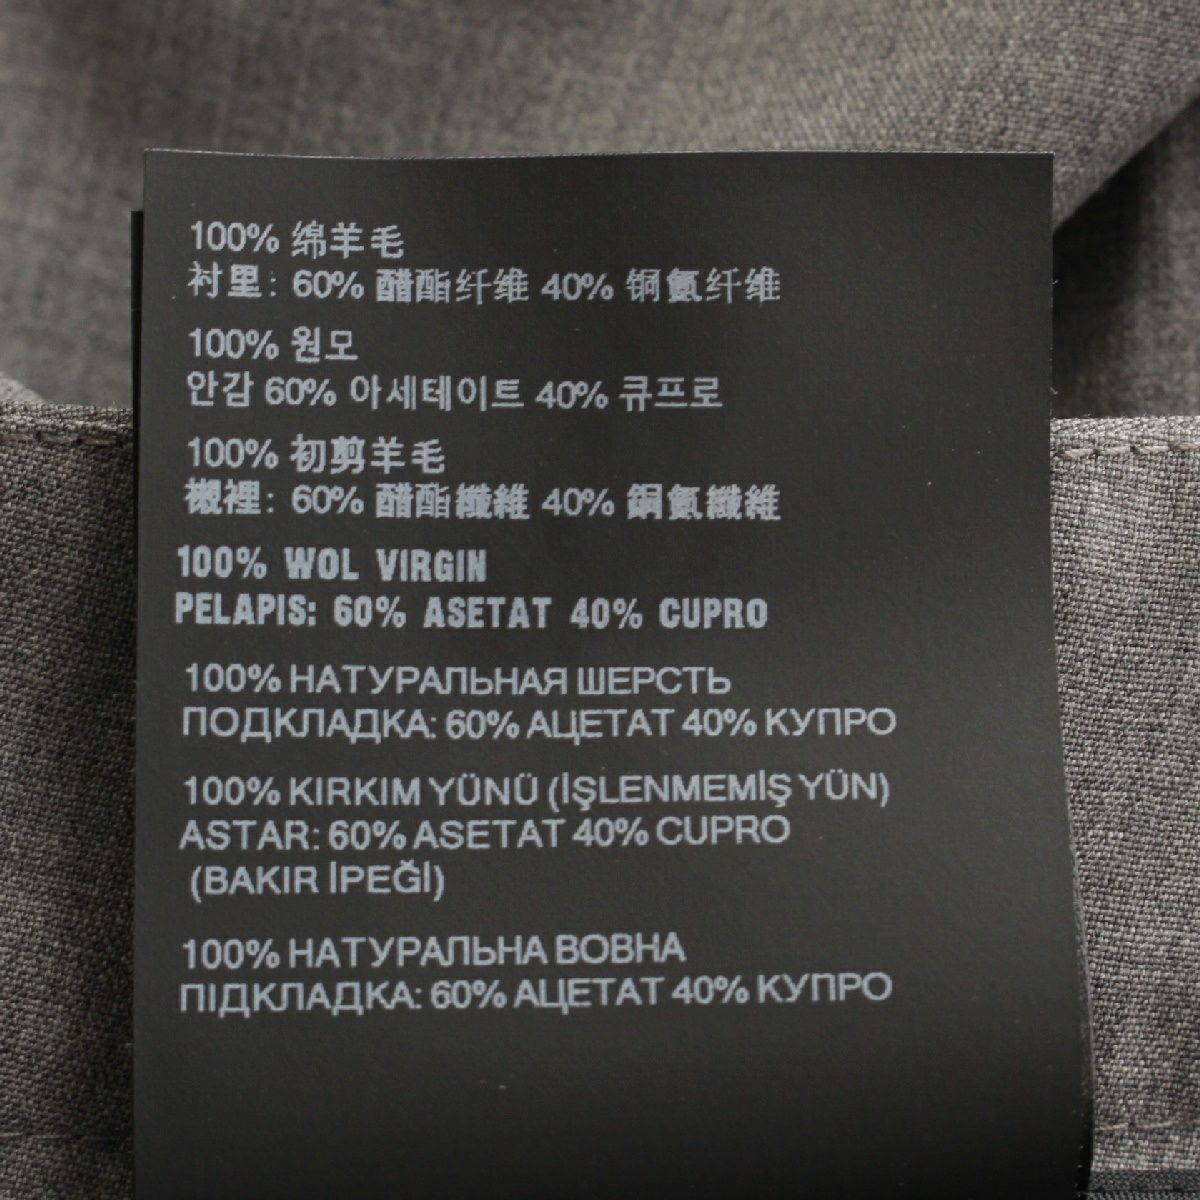 100% 绵羊毛
衬里: 60% 醋酯纤维 40% 铜氨纤维
100% 원모
안감 60% 아세테이트 40% 큐프로
100% 初剪羊毛
襯裡: 60% 醋酯纖維 40% 銅氨纖維
100% WOL VIRGIN
PELAPIS: 60% ASETAT 40% CUPRO
100% НАТУРАЛЬНАЯ ШЕРСТЬ
ПОДКЛАДКА: 60% АЦЕТАТ 40% КУПРО
100% KIRKIM YÜNÜ (İŞLENMEMİŞ YÜN)
ASTAR: 60% ASETAT 40% CUPRO
(BAKIR İPEĞİ)
100% НАТУРАЛЬНА ВОВНА
ПІДКЛАДКА: 60% АЦЕТАТ 40% КУПРО